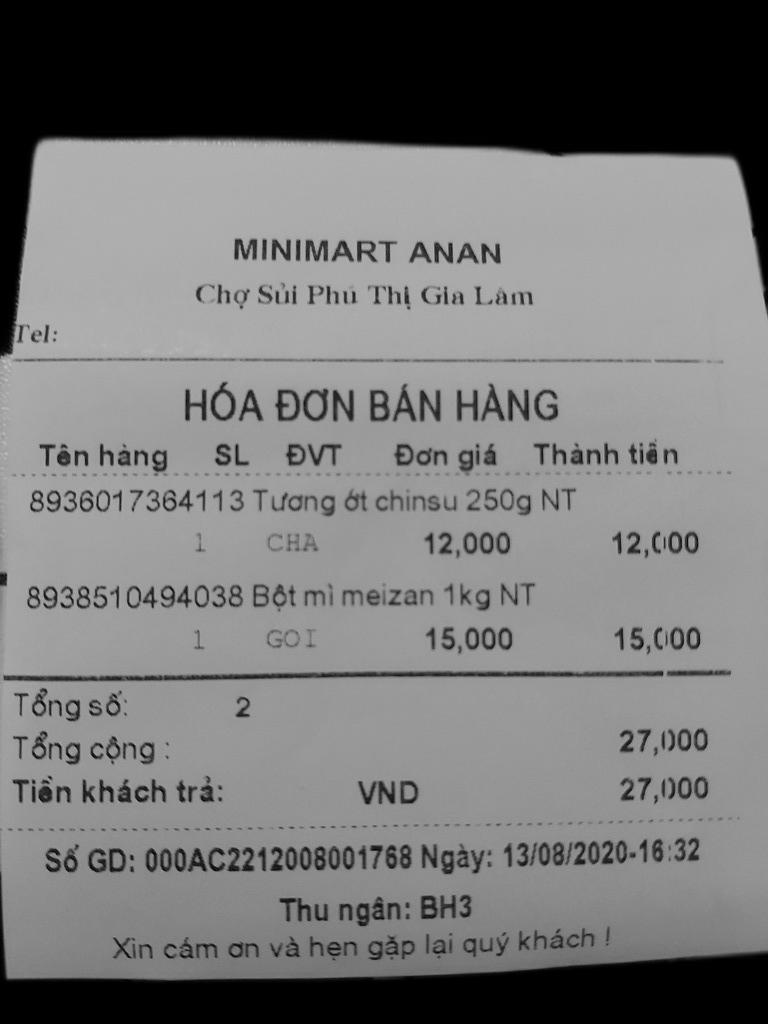 MINIMART ANAN
Chợ Sủi Phú Thị Gia Lâm
Tel:
HÓA ĐƠN BÁN HÀNG
Tên hàng SL ĐVT Đơn giá Thành tiền
8936017364113 Tương ớt chinsu 250g NT
1 CHA 12,000 12,000
8938510494038 Bột mì meizan 1kg NT
1 GOI 15,000 15,000
Tổng số: 2
Tổng cộng : 27,000
Tiền khách trả: VND 27,000
Số GD: 000AC2212008001768 Ngày: 13/08/2020-16:32
Thu ngân: BH3
Xin cám ơn và hẹn gặp lại quý khách !